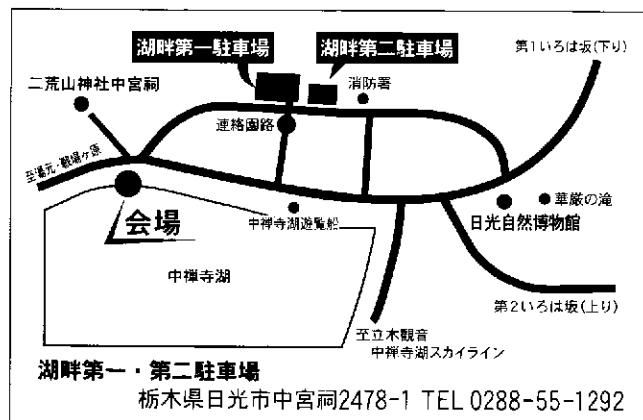 湖畔第一駐車場
湖畔第二駐車場
第1いろは坂(下り)
二荒山神社中宮祠
消防署
連絡園路
至湯元・戦場ヶ原
会場
中禅寺湖遊覧船
華厳の滝
日光自然博物館
中禅寺湖
第2いろは坂(上り)
至立木観音
中禅寺湖スカイライン
湖畔第一・第二駐車場
栃木県日光市中宮祠2478-1 TEL 0288-55-1292